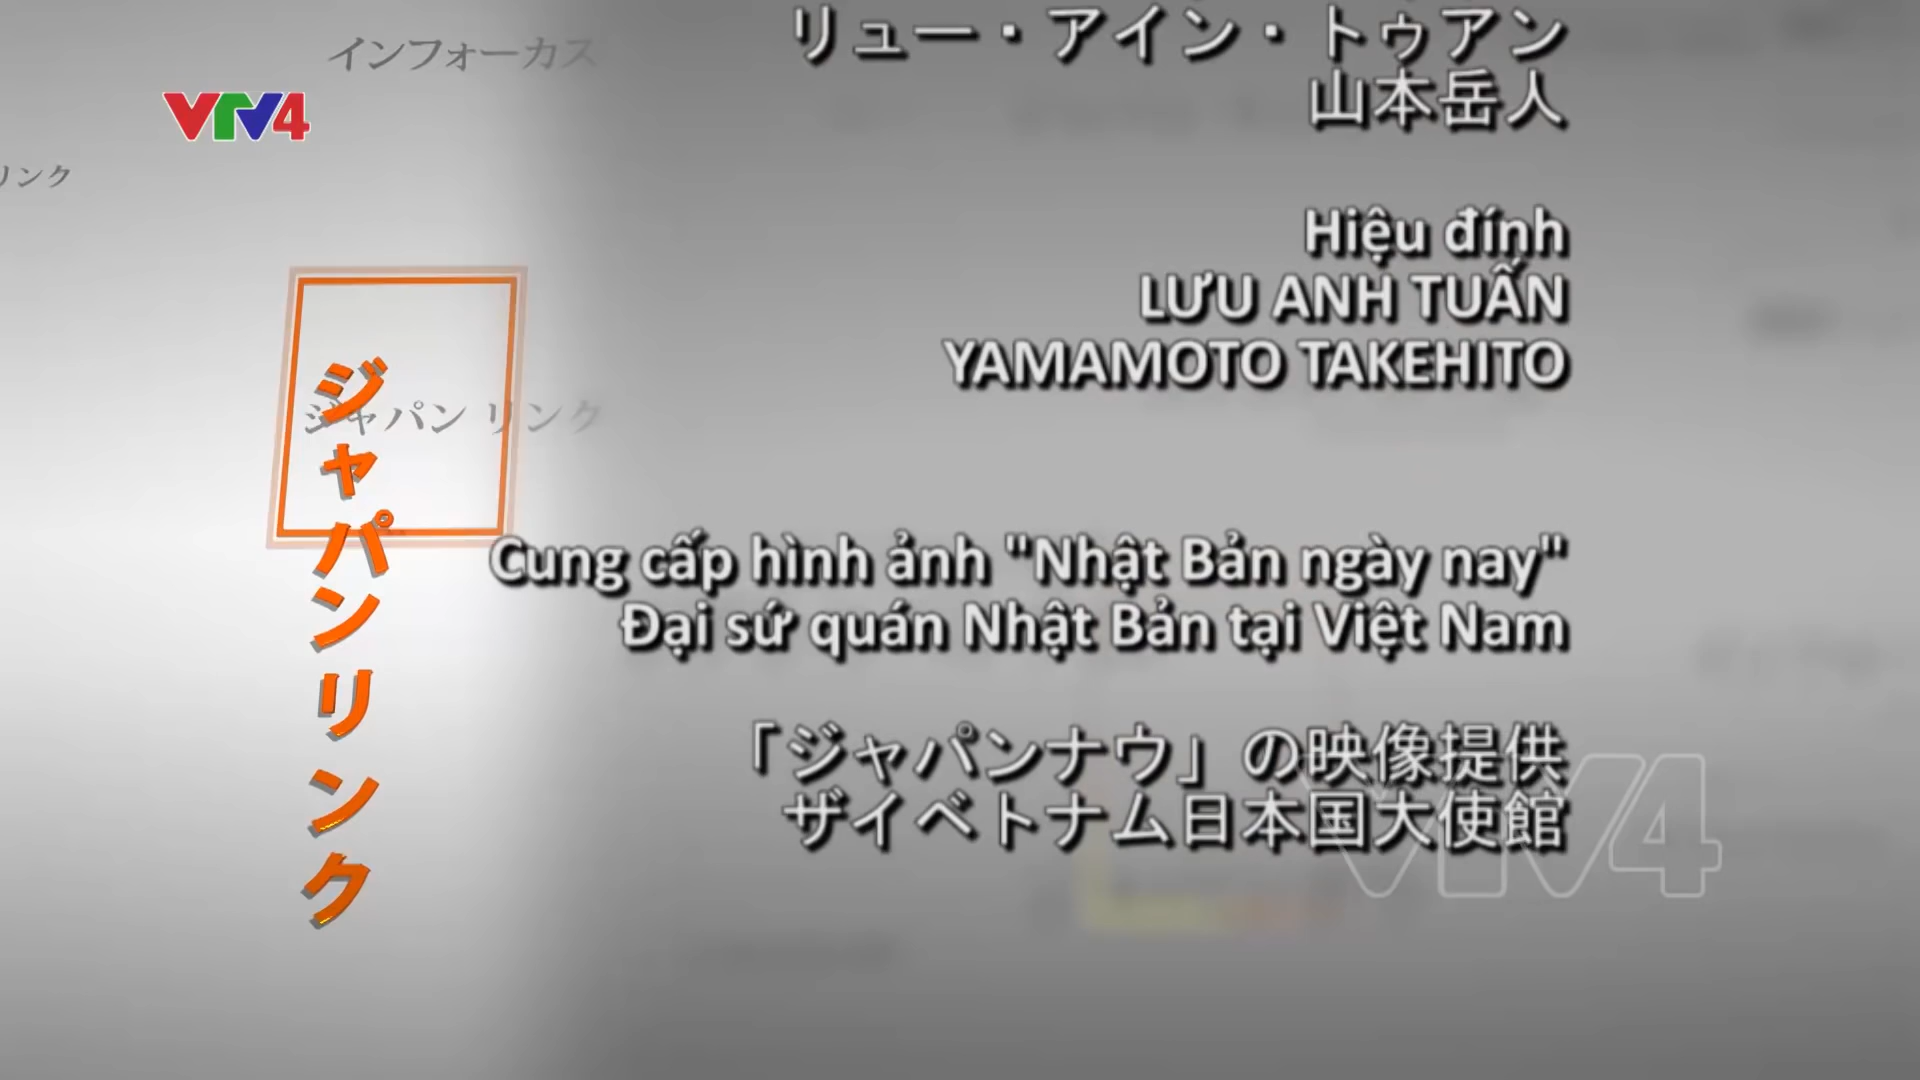 インフォーカス
VTV4
リンク
ジャパン リンク
ジャパンリンク
リュー・アイン・トゥアン
山本岳人
Hiệu đính
LƯU ANH TUẤN
YAMAMOTO TAKEHITO
Cung cấp hình ảnh "Nhật Bản ngày nay"
Đại sứ quán Nhật Bản tại Việt Nam
「ジャパンナウ」の映像提供
ザイベトナム日本国大使館
VTV4